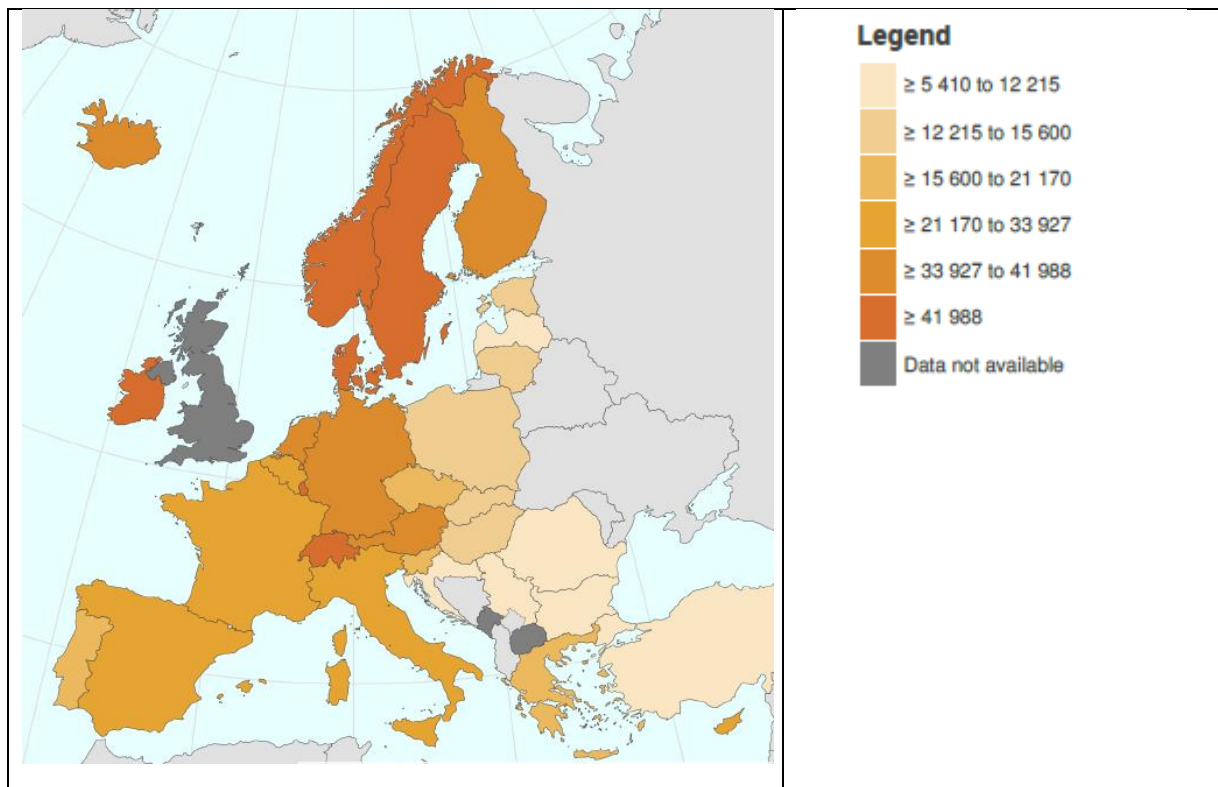 Legend
≥ 5 410 to 12 215
≥ 12 215 to 15 600
≥ 15 600 to 21 170
≥ 21 170 to 33 927
≥ 33 927 to 41 988
≥ 41 988
Data not available